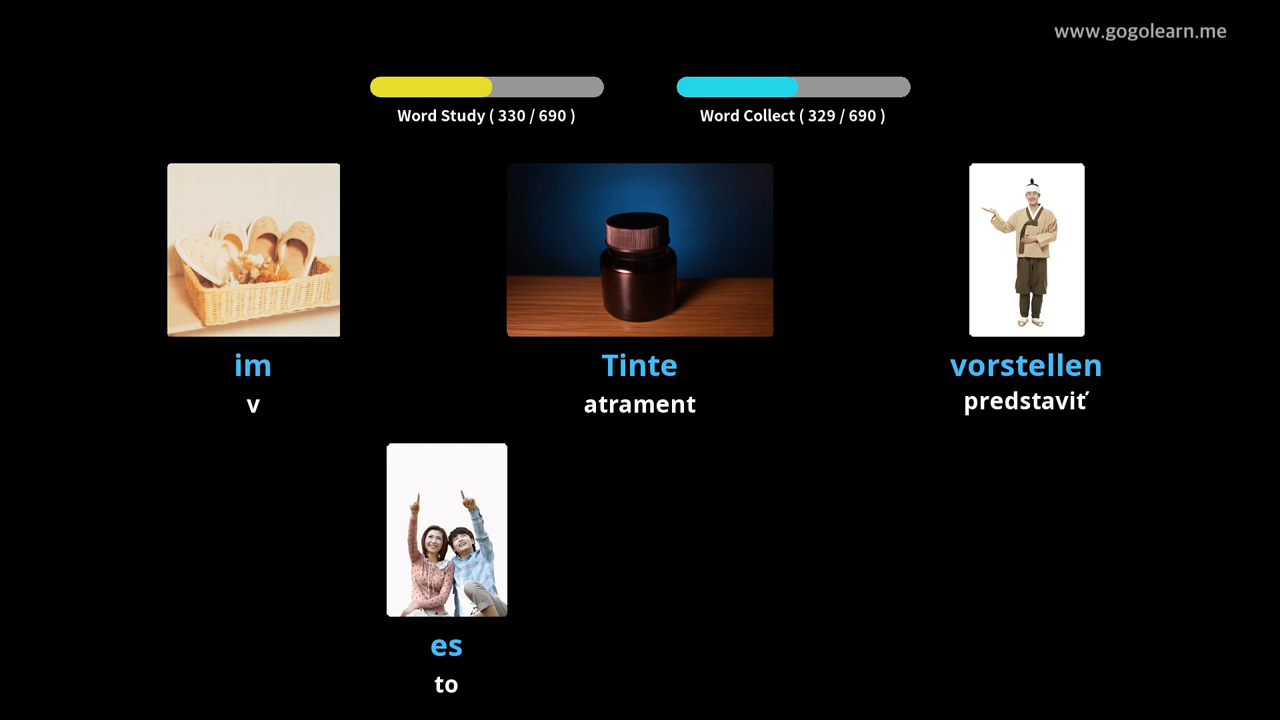 www.gogolearn.me
Word Study ( 330 / 690 )
Word Collect ( 329 / 690 )
im
v
Tinte
atrament
vorstellen
predstaviť
es
to